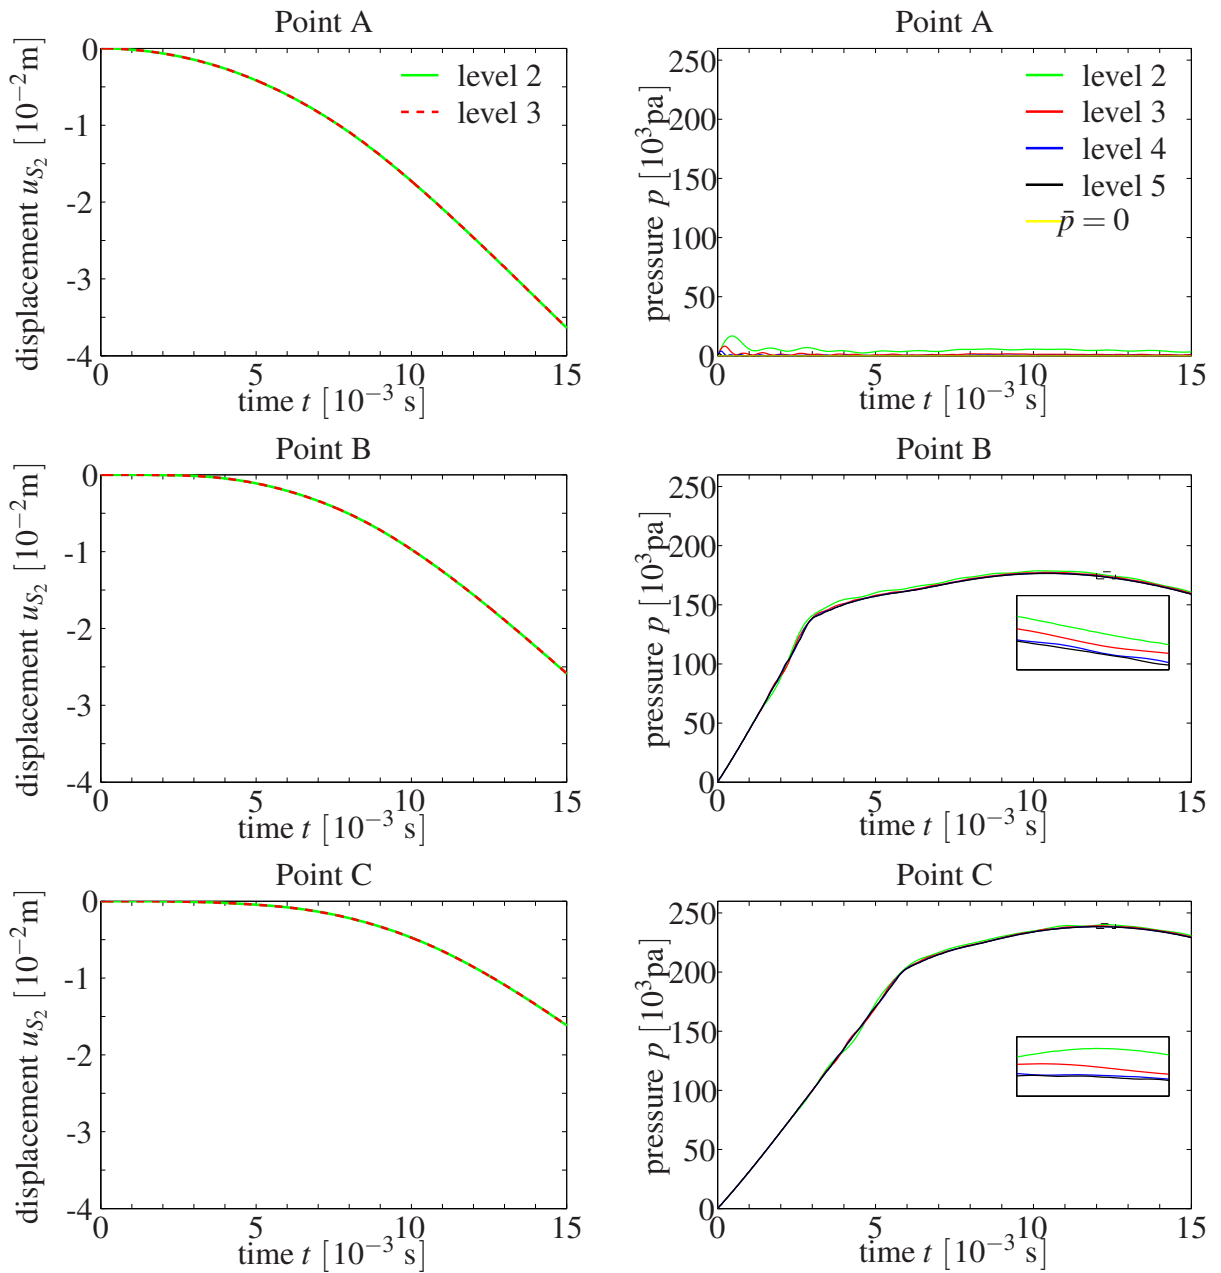 Point A
displacement u_{S_2} [10^{-2}m]
0
-1
-2
-3
-4
level 2
level 3
0 5 10 15
time t [10^{-3} s]
Point A
pressure p [10^3pa]
250
200
150
100
50
0
level 2
level 3
level 4
level 5
p̄ = 0
0 5 10 15
time t [10^{-3} s]
Point B
displacement u_{S_2} [10^{-2}m]
0
-1
-2
-3
-4
0 5 10 15
time t [10^{-3} s]
Point B
pressure p [10^3pa]
250
200
150
100
50
0
0 5 10 15
time t [10^{-3} s]
Point C
displacement u_{S_2} [10^{-2}m]
0
-1
-2
-3
-4
0 5 10 15
time t [10^{-3} s]
Point C
pressure p [10^3pa]
250
200
150
100
50
0
0 5 10 15
time t [10^{-3} s]